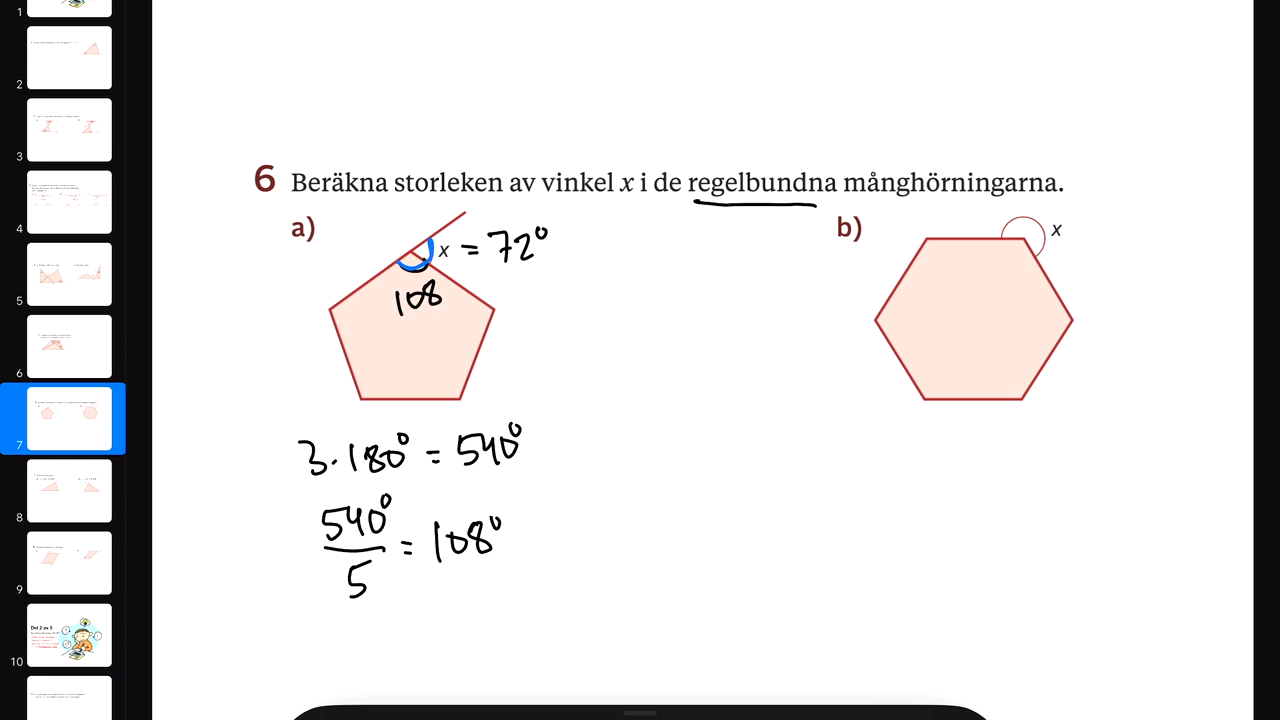 6 Beräkna storleken av vinkel x i de regelbundna månghörningarna.
a)
x = 72°
108
b)
x
3·180° = 540°
540°
5
= 108°
1
2
3
4
5
6
7
8
9
Del 2 av 5
10